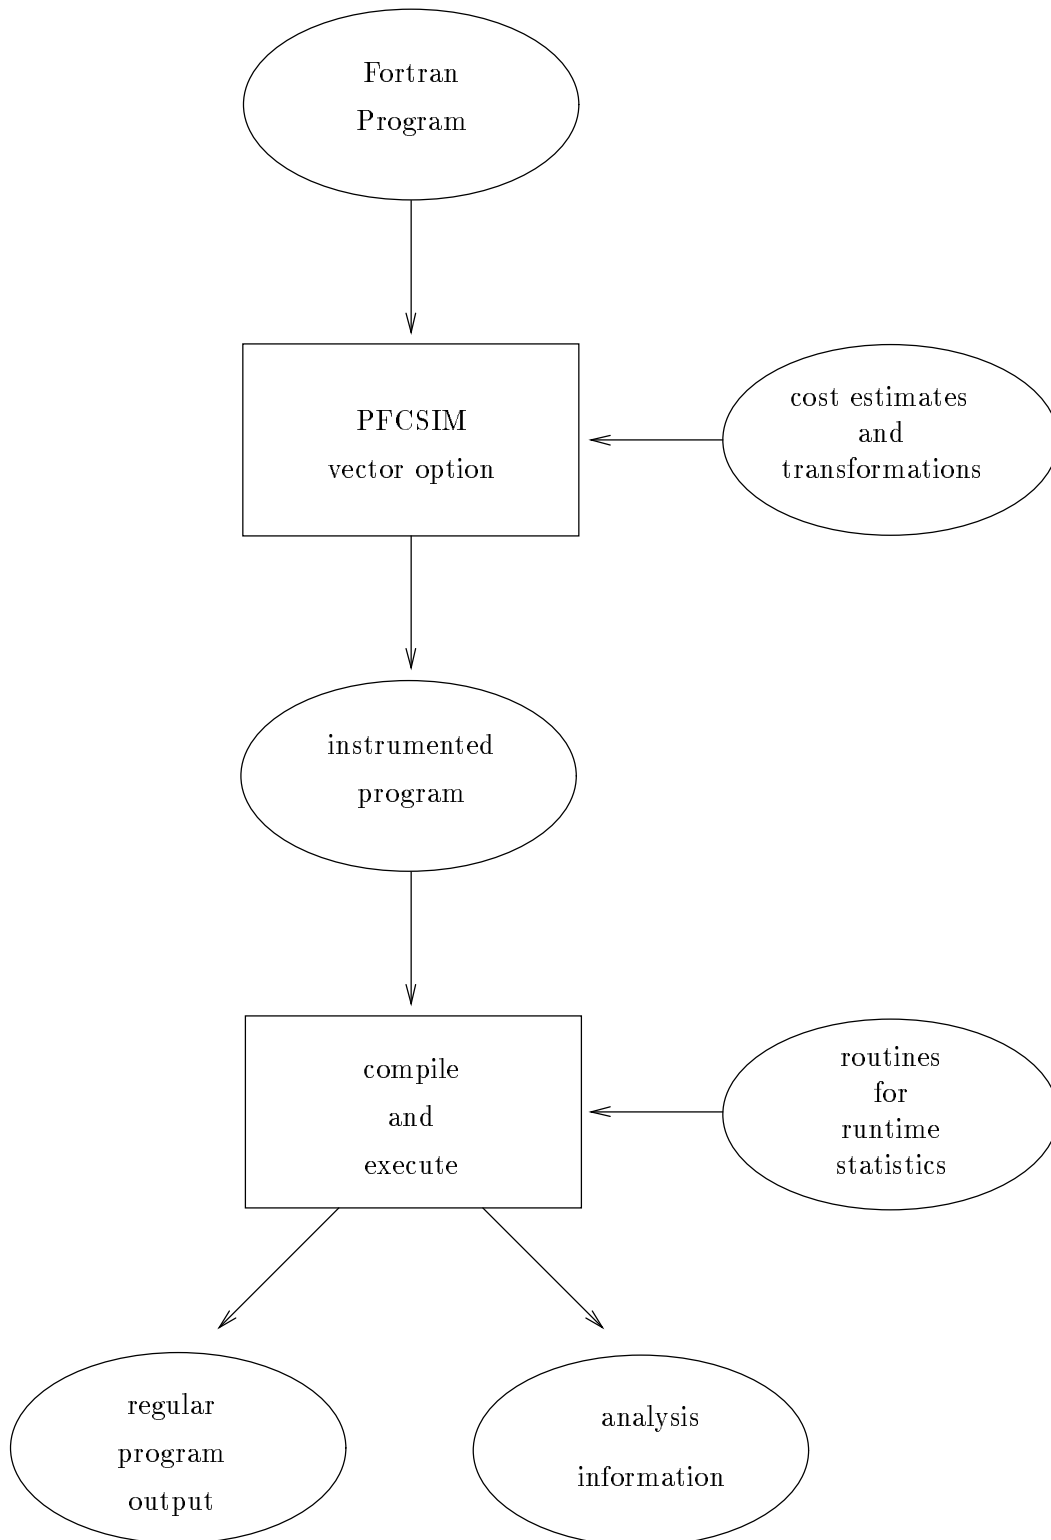 Fortran
Program
PFCSIM
vector option
cost estimates
and
transformations
instrumented
program
compile
and
execute
routines
for
runtime
statistics
regular
program
output
analysis
information